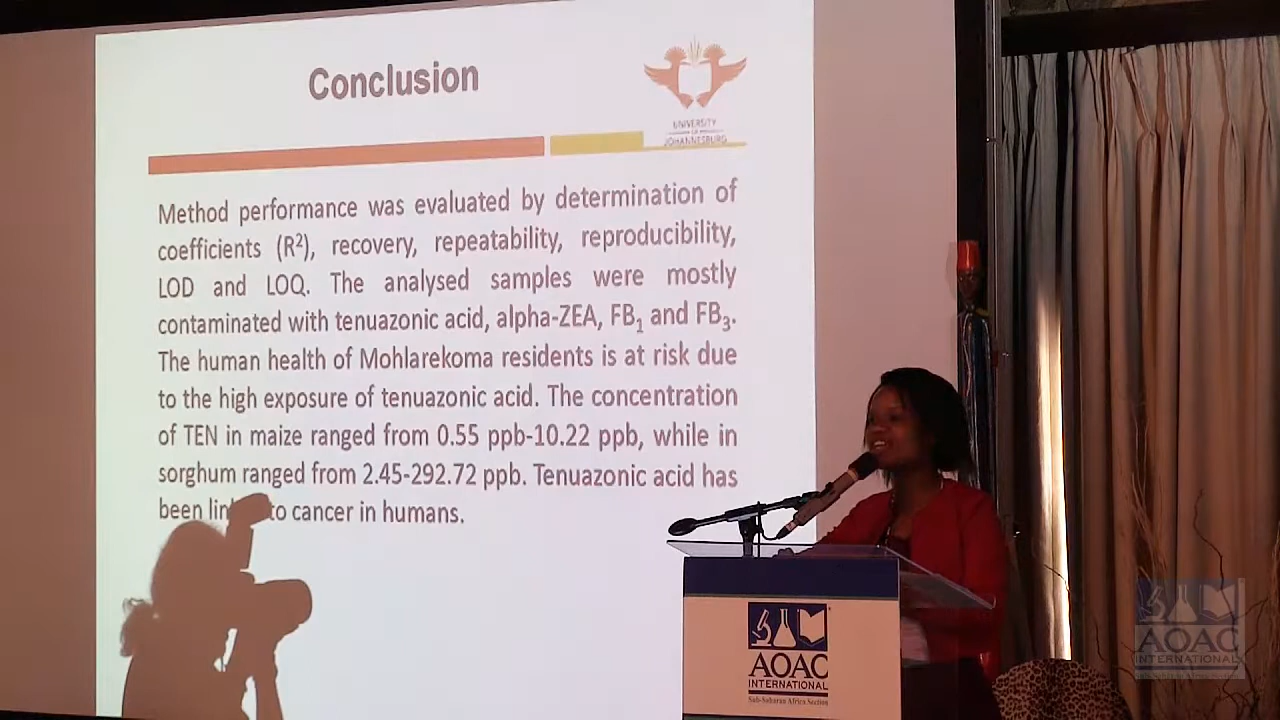 Conclusion
UNIVERSITY
OF
JOHANNESBURG
Method performance was evaluated by determination of
coefficients (R²), recovery, repeatability, reproducibility,
LOD and LOQ. The analysed samples were mostly
contaminated with tenuazonic acid, alpha-ZEA, FB₁ and FB₃.
The human health of Mohlarekoma residents is at risk due
to the high exposure of tenuazonic acid. The concentration
of TEN in maize ranged from 0.55 ppb-10.22 ppb, while in
sorghum ranged from 2.45-292.72 ppb. Tenuazonic acid has
been to cancer in humans.
AOAC
INTERNATIONAL
Sub-Saharan Africa Section
AOAC
INTERNATIONAL